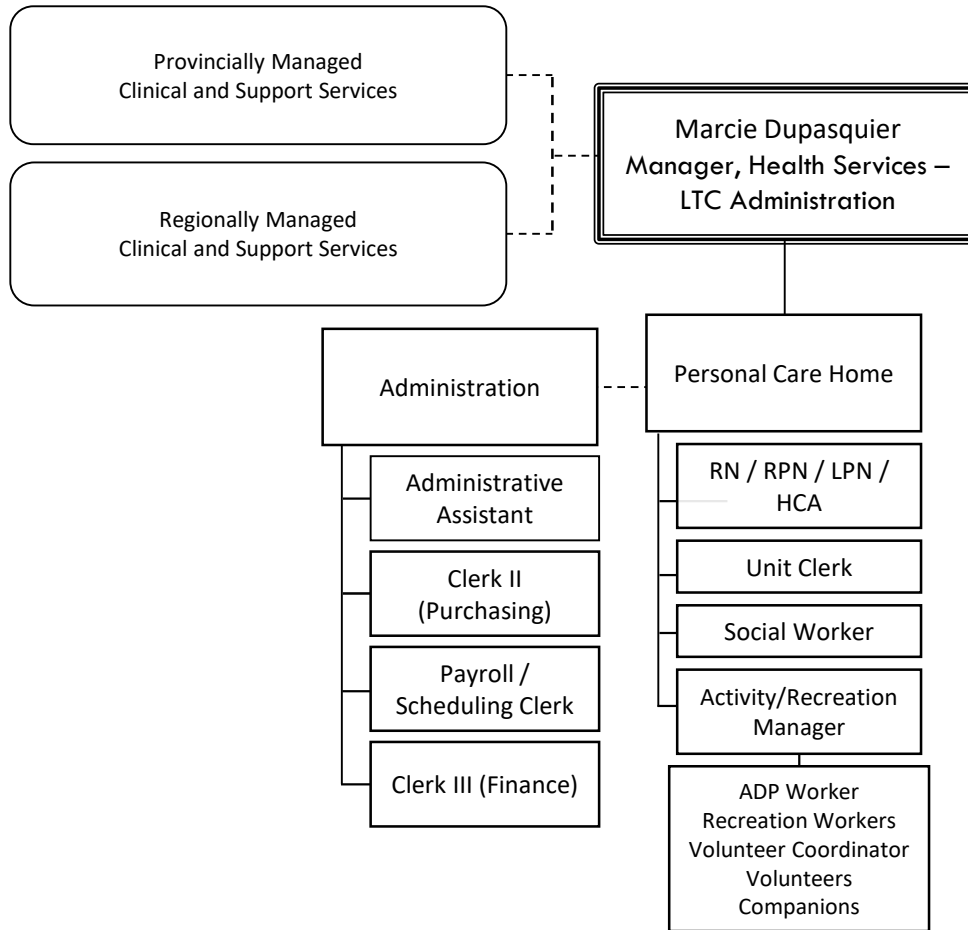 Provincially Managed
Clinical and Support Services
Marcie Dupasquier
Manager, Health Services –
LTC Administration
Regionally Managed
Clinical and Support Services
Administration
Personal Care Home
Administrative
Assistant
Clerk II
(Purchasing)
Payroll /
Scheduling Clerk
Clerk III (Finance)
RN / RPN / LPN /
HCA
Unit Clerk
Social Worker
Activity/Recreation
Manager
ADP Worker
Recreation Workers
Volunteer Coordinator
Volunteers
Companions